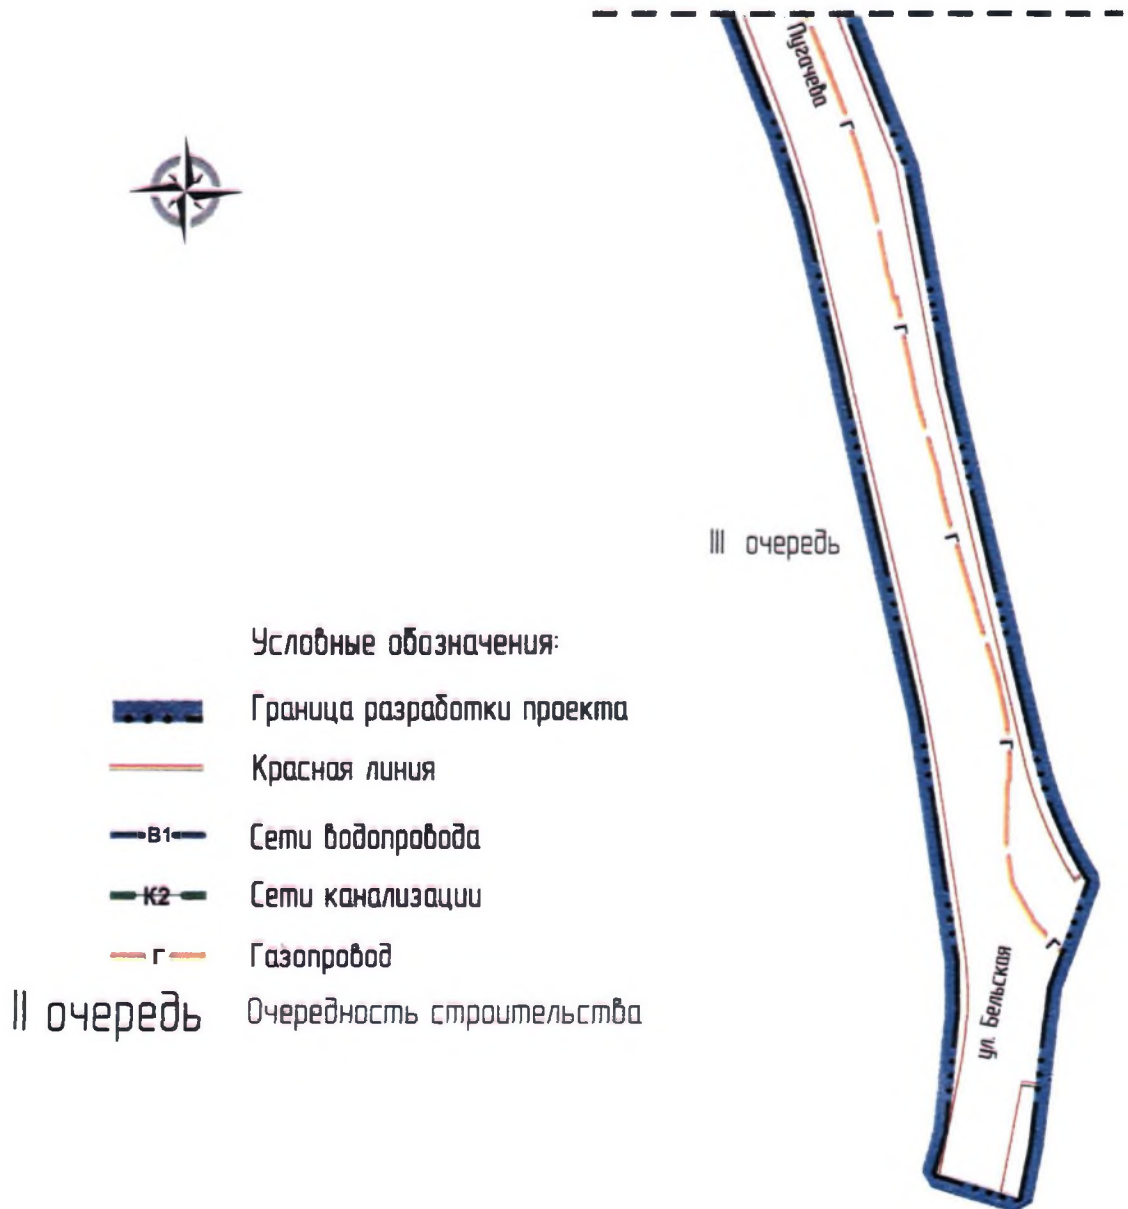 Пугачева
Г
Г
III очередь
Г
Условные обозначения:
Граница разработки проекта
Красная линия
Г
B1 Сети водопровода
К2 Сети канализации
Г Газопровод
Г
II очередь Очередность строительства
ул. Бельская